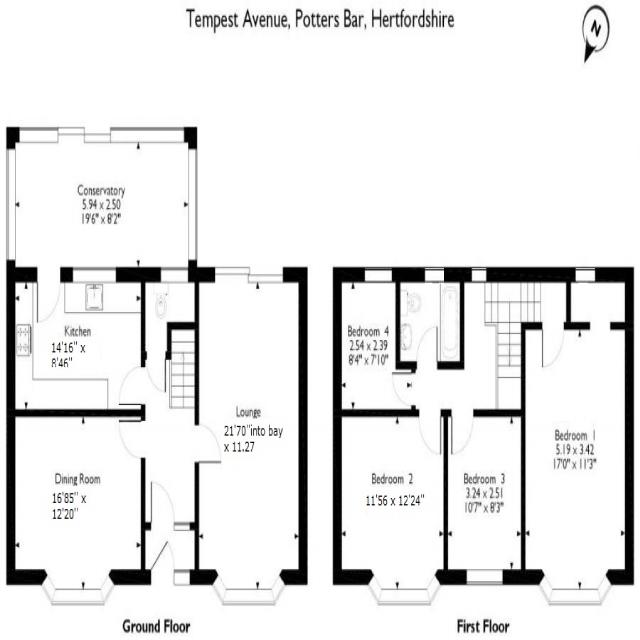 Tempest Avenue, Potters Bar, Hertfordshire
N
Conservatory
5.94 x 2.50
19'6" x 8'2"
Kitchen
14'16" x
8'46"
Lounge
21'70"into bay
x 11.27
Dining Room
16'85" x
12'20"
Ground Floor
Bedroom 4
2.54 x 2.39
8'4" x 7'10"
Bedroom 1
5.19 x 3.42
17'0" x 11'3"
Bedroom 2
11'56 x 12'24"
Bedroom 3
3.24 x 2.51
10'7" x 8'3"
First Floor